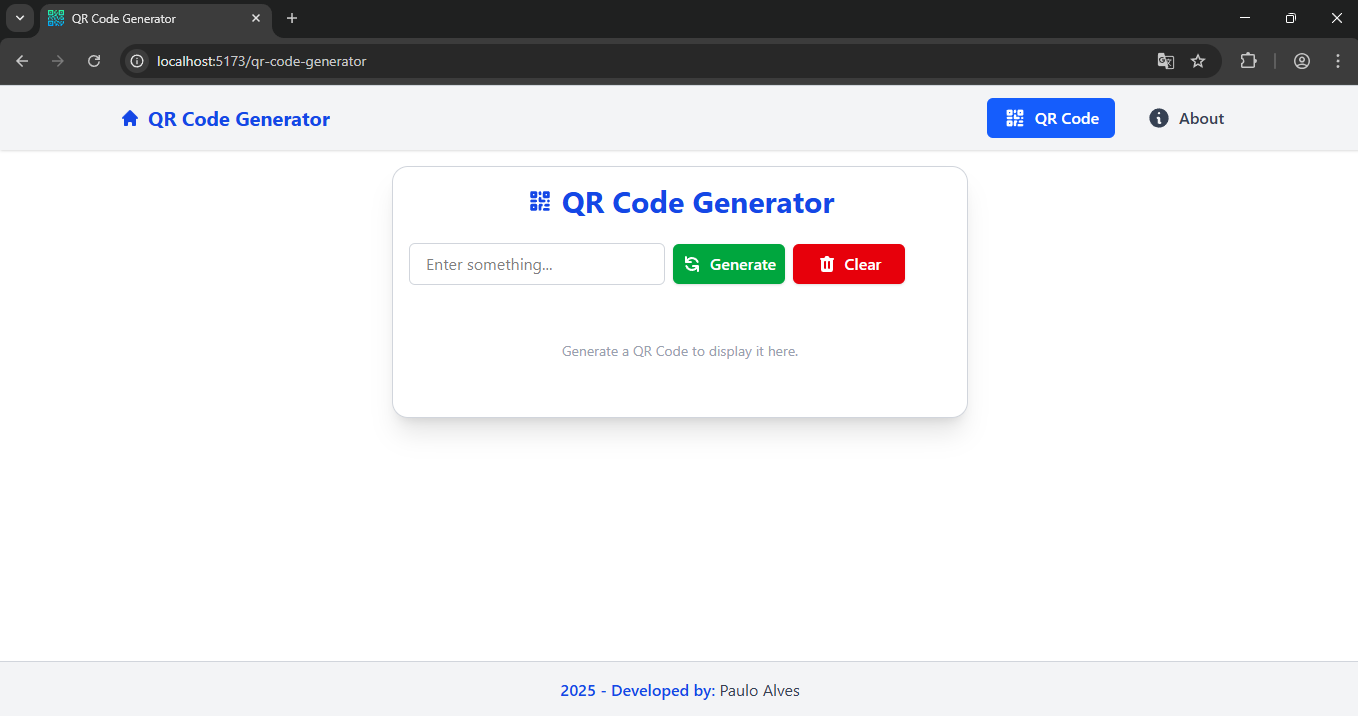 QR Code Generator
localhost:5173/qr-code-generator
QR Code Generator
QR Code
About
QR Code Generator
Enter something...
Generate
Clear
Generate a QR Code to display it here.
2025 - Developed by: Paulo Alves